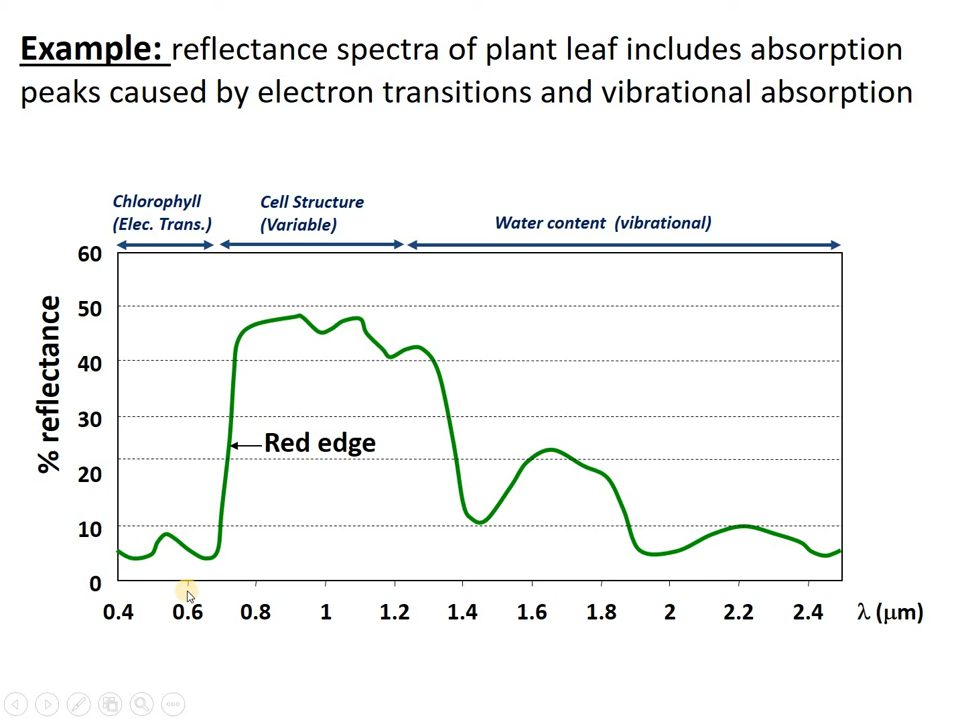 Example: reflectance spectra of plant leaf includes absorption
peaks caused by electron transitions and vibrational absorption
Chlorophyll
(Elec. Trans.)
Cell Structure
(Variable)
Water content (vibrational)
60
50
40
30
20
10
0
% reflectance
Red edge
0.4 0.6 0.8 1 1.2 1.4 1.6 1.8 2 2.2 2.4 λ (μm)